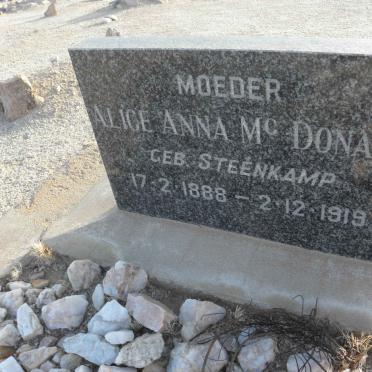 MOEDER
ALICE ANNA Mc DONA
GEB. STEENKAMP
17·2·1888 – 2·12·1919